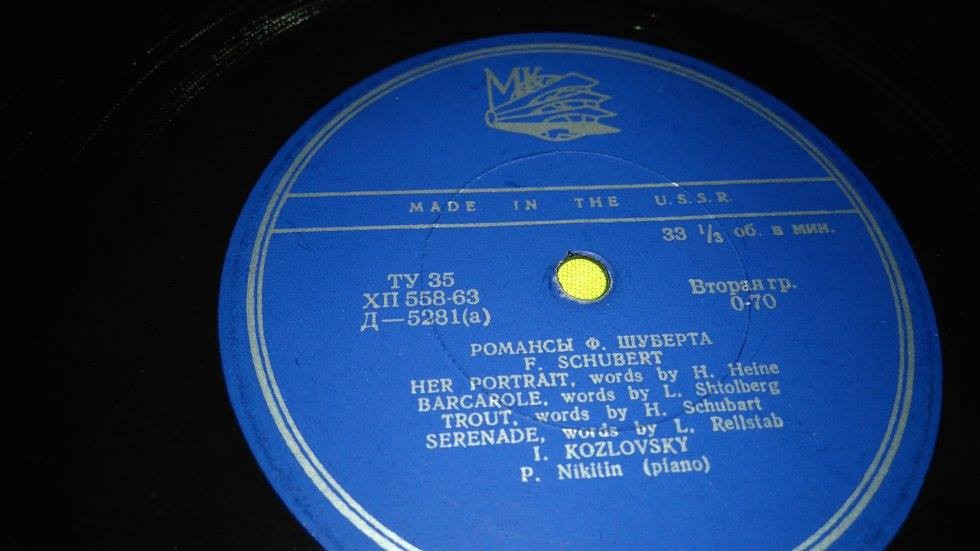 МК
MADE IN THE U.S.S.R.
33 ⅓ об. в мин.
ТУ 35
ХП 558-63
Д—5281(а)
Вторая гр.
0-70
РОМАНСЫ Ф. ШУБЕРТА
F. SCHUBERT
HER PORTRAIT, words by H. Heine
BARCAROLE, words by L. Shtolberg
TROUT, words by H. Schubart
SERENADE, words by L. Rellstab
I. KOZLOVSKY
P. Nikitin (piano)